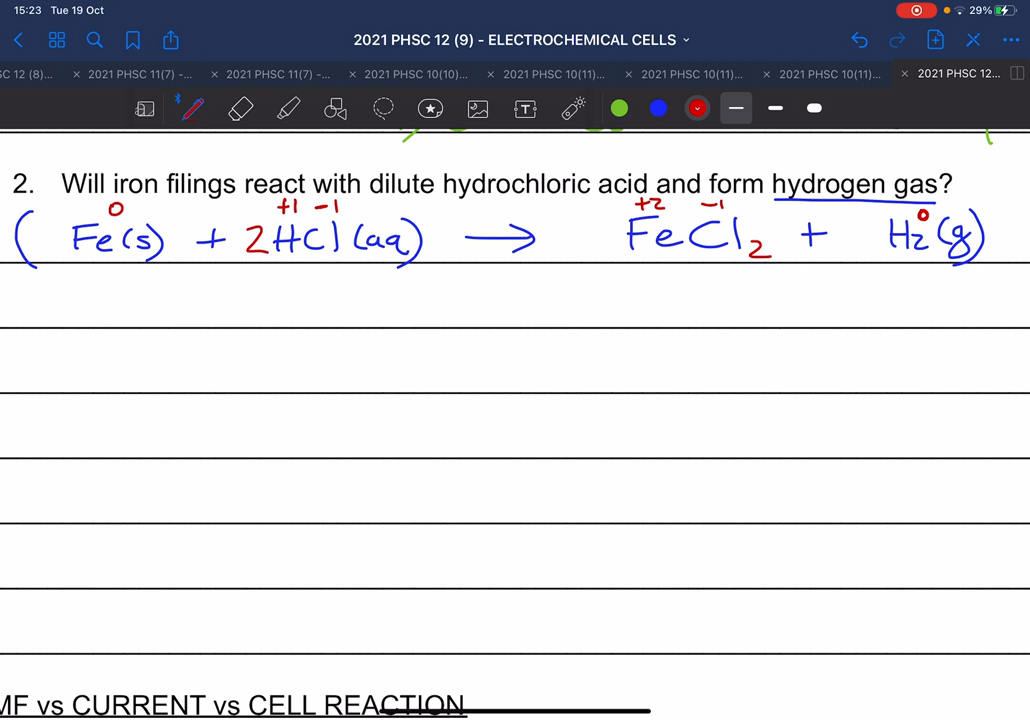 15:23 Tue 19 Oct
29%
2021 PHSC 12 (9) - ELECTROCHEMICAL CELLS
SC 12 (8)... × 2021 PHSC 11(7) -... × 2021 PHSC 11(7) -... × 2021 PHSC 10(10)... × 2021 PHSC 10(11)... × 2021 PHSC 10(11)... × 2021 PHSC 10(11)... × 2021 PHSC 12...
2. Will iron filings react with dilute hydrochloric acid and form hydrogen gas?
0 +1 -1 +2 -1 0
( Fe(s) + 2HCl(aq) → FeCl2 + H2(g) )
MF vs CURRENT vs CELL REACTION